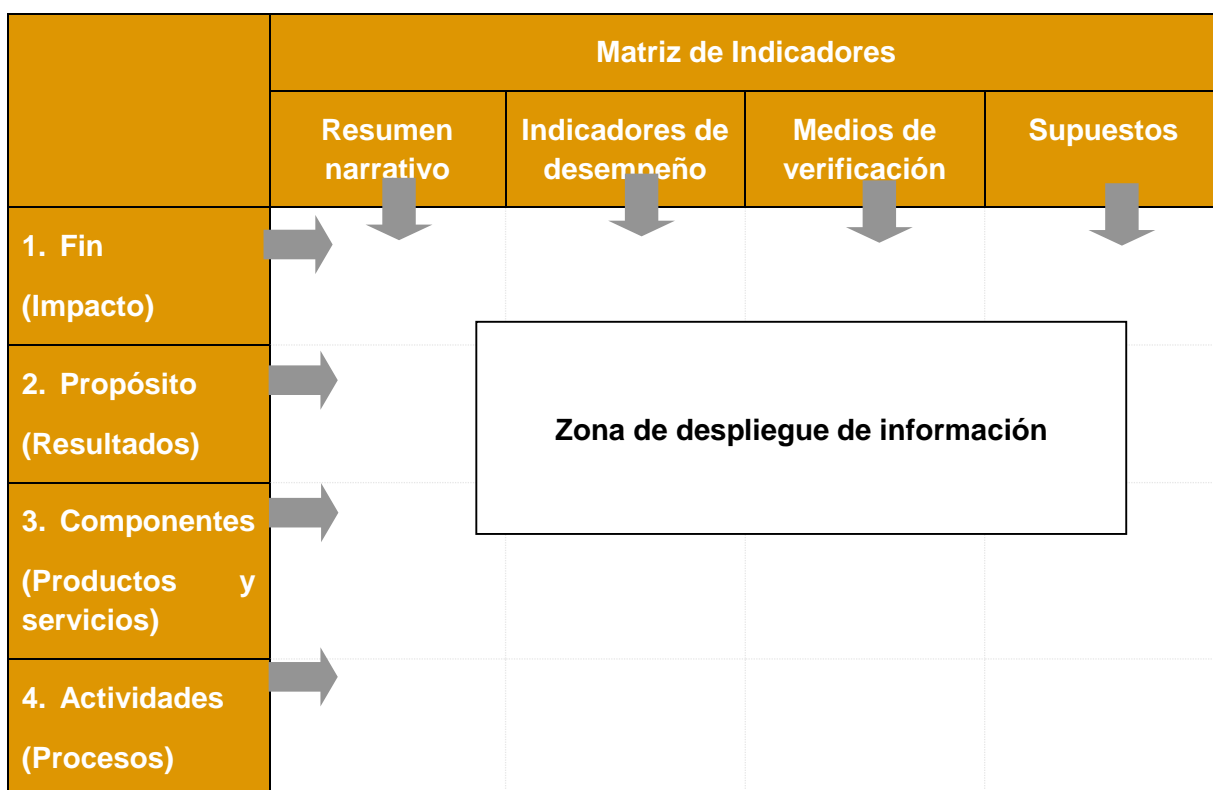 Matriz de Indicadores
Resumen
narrativo
Indicadores de
desempeño
Medios de
verificación
Supuestos
1. Fin
(Impacto)
2. Propósito
(Resultados)
Zona de despliegue de información
3. Componentes
(Productos y
servicios)
4. Actividades
(Procesos)